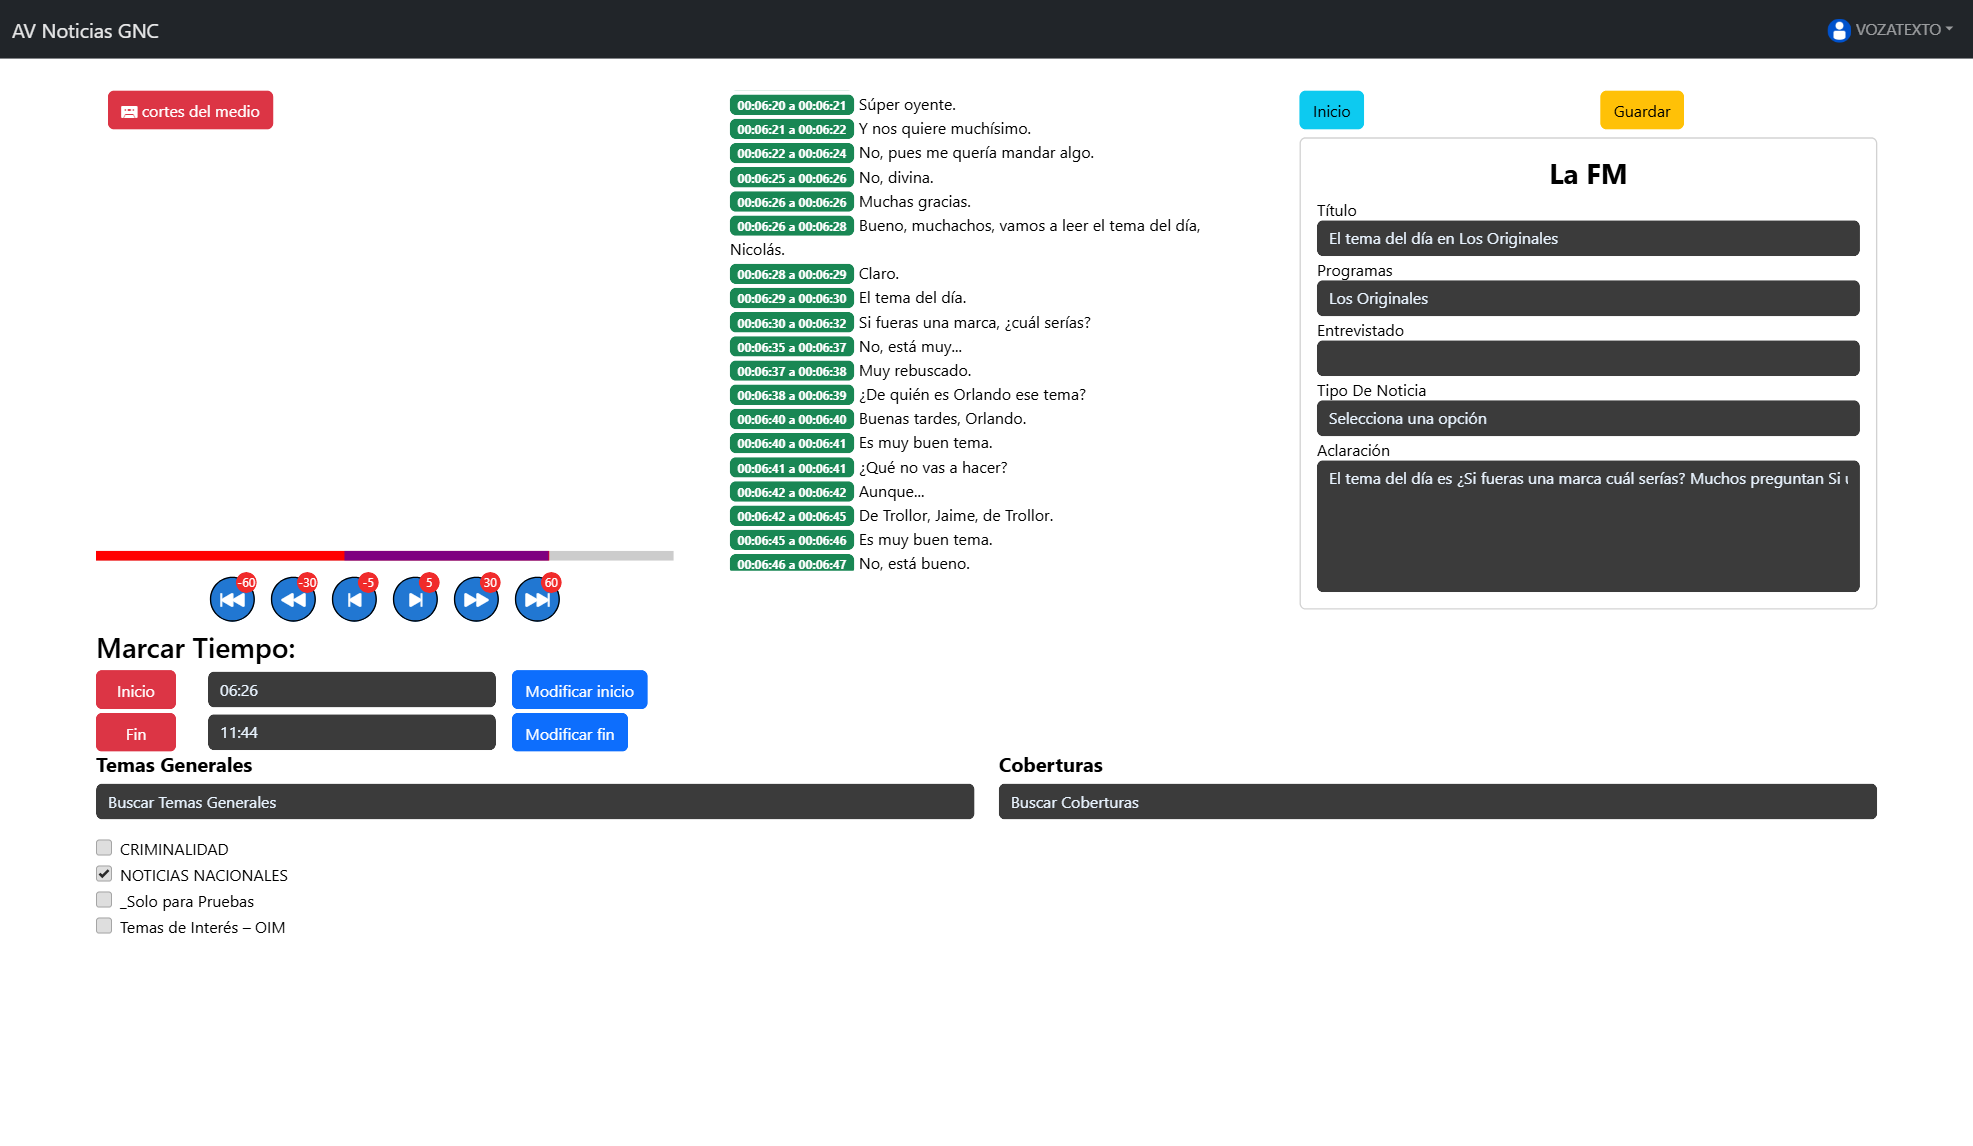 AV Noticias GNC
VOZATEXTO
cortes del medio
-60
-30
-5
5
30
60
Marcar Tiempo:
Inicio
06:26
Modificar inicio
Fin
11:44
Modificar fin
00:06:20 a 00:06:21 Súper oyente.
00:06:21 a 00:06:22 Y nos quiere muchísimo.
00:06:22 a 00:06:24 No, pues me quería mandar algo.
00:06:25 a 00:06:26 No, divina.
00:06:26 a 00:06:26 Muchas gracias.
00:06:26 a 00:06:28 Bueno, muchachos, vamos a leer el tema del día,
Nicolás.
00:06:28 a 00:06:29 Claro.
00:06:29 a 00:06:30 El tema del día.
00:06:30 a 00:06:32 Si fueras una marca, ¿cuál serías?
00:06:35 a 00:06:37 No, está muy...
00:06:37 a 00:06:38 Muy rebuscado.
00:06:38 a 00:06:39 ¿De quién es Orlando ese tema?
00:06:40 a 00:06:40 Buenas tardes, Orlando.
00:06:40 a 00:06:41 Es muy buen tema.
00:06:41 a 00:06:41 ¿Qué no vas a hacer?
00:06:42 a 00:06:42 Aunque...
00:06:42 a 00:06:45 De Trollor, Jaime, de Trollor.
00:06:45 a 00:06:46 Es muy buen tema.
00:06:46 a 00:06:47 No, está bueno.
Inicio
Guardar
La FM
Título
El tema del día en Los Originales
Programas
Los Originales
Entrevistado
Tipo De Noticia
Selecciona una opción
Aclaración
El tema del día es ¿Si fueras una marca cuál serías? Muchos preguntan Si
Temas Generales
Buscar Temas Generales
CRIMINALIDAD
NOTICIAS NACIONALES
_Solo para Pruebas
Temas de Interés – OIM
Coberturas
Buscar Coberturas